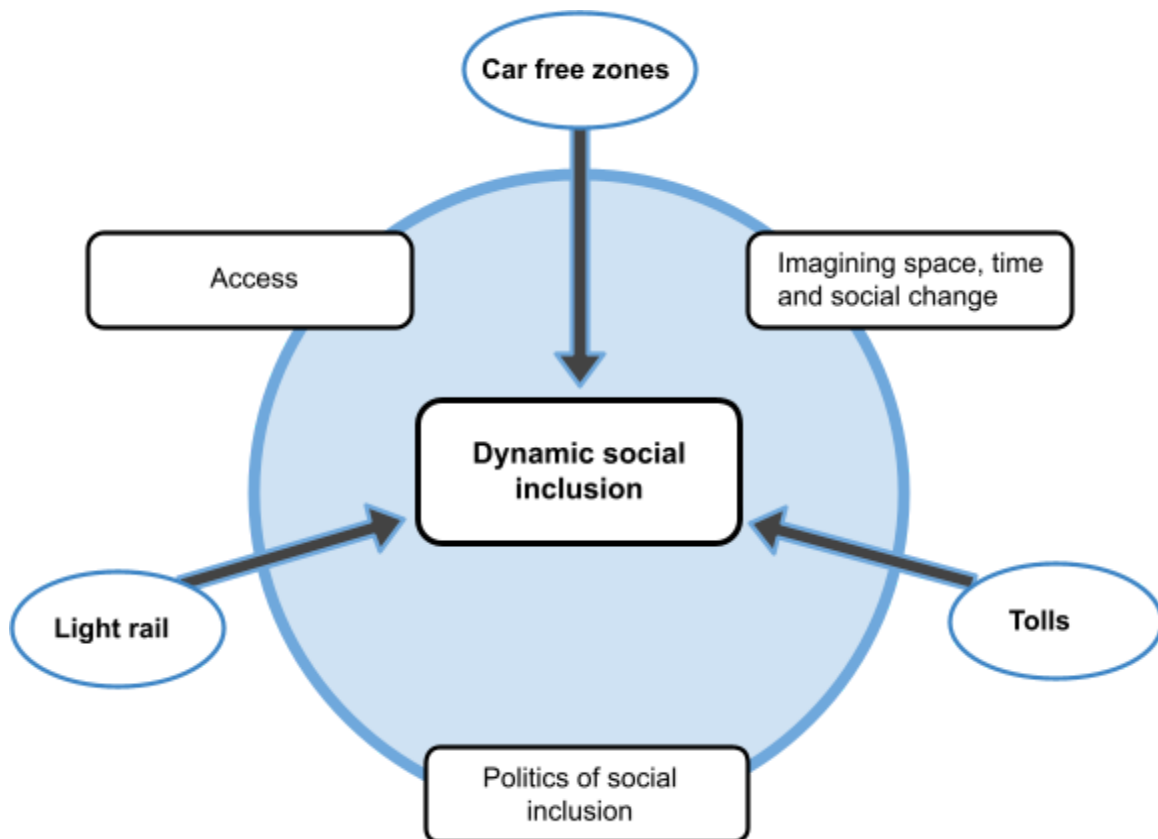 Car free zones
Access
Imagining space, time
and social change
Dynamic social
inclusion
Light rail
Tolls
Politics of social
inclusion